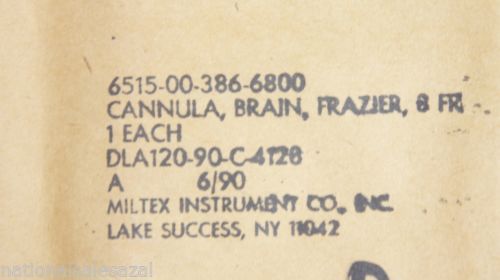 6515-00-386-6800
CANNULA, BRAIN, FRAZIER, 8 FR.
1 EACH
DLA120-90-C-4128
A 6/90
MILTEX INSTRUMENT CO., INC.
LAKE SUCCESS, NY 11042
nationalsalesazal